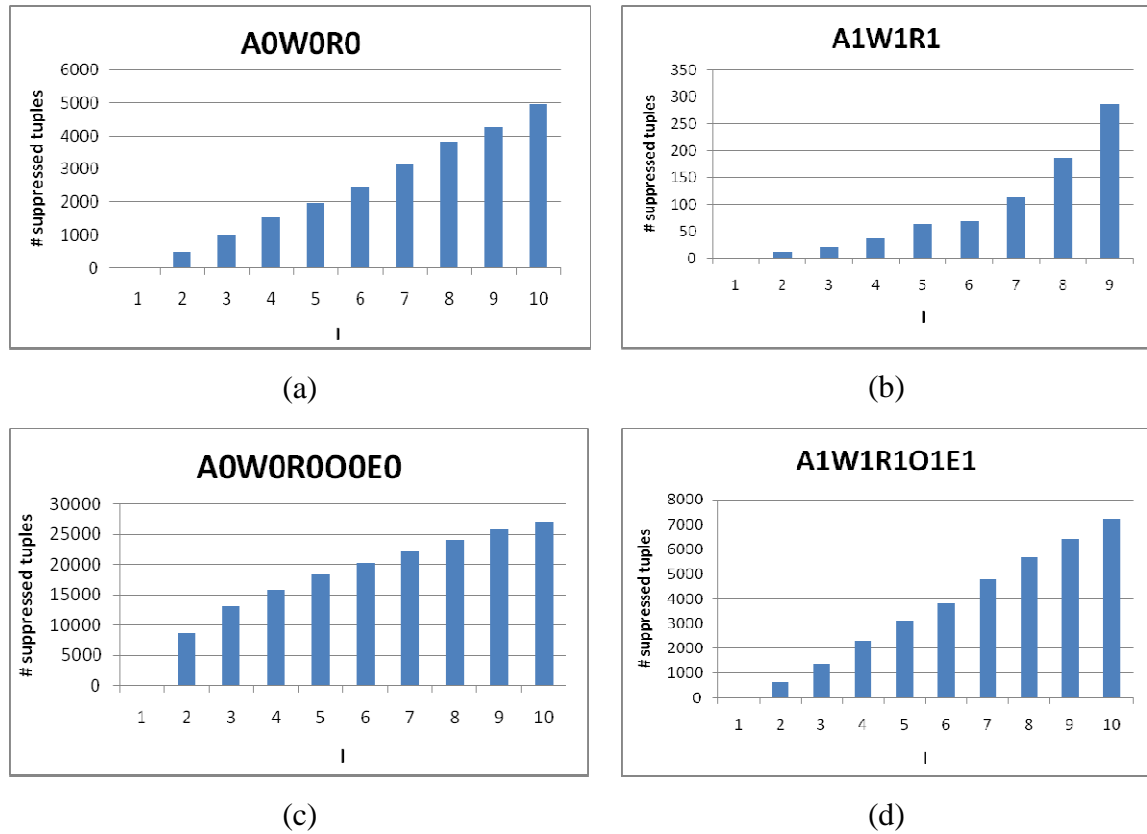 A0W0R0
# suppressed tuples
6000
5000
4000
3000
2000
1000
0
1 2 3 4 5 6 7 8 9 10
l
(a)
A1W1R1
# suppressed tuples
350
300
250
200
150
100
50
0
1 2 3 4 5 6 7 8 9
l
(b)
A0W0R0O0E0
# suppressed tuples
30000
25000
20000
15000
10000
5000
0
1 2 3 4 5 6 7 8 9 10
l
(c)
A1W1R1O1E1
# suppressed tuples
8000
7000
6000
5000
4000
3000
2000
1000
0
1 2 3 4 5 6 7 8 9 10
l
(d)